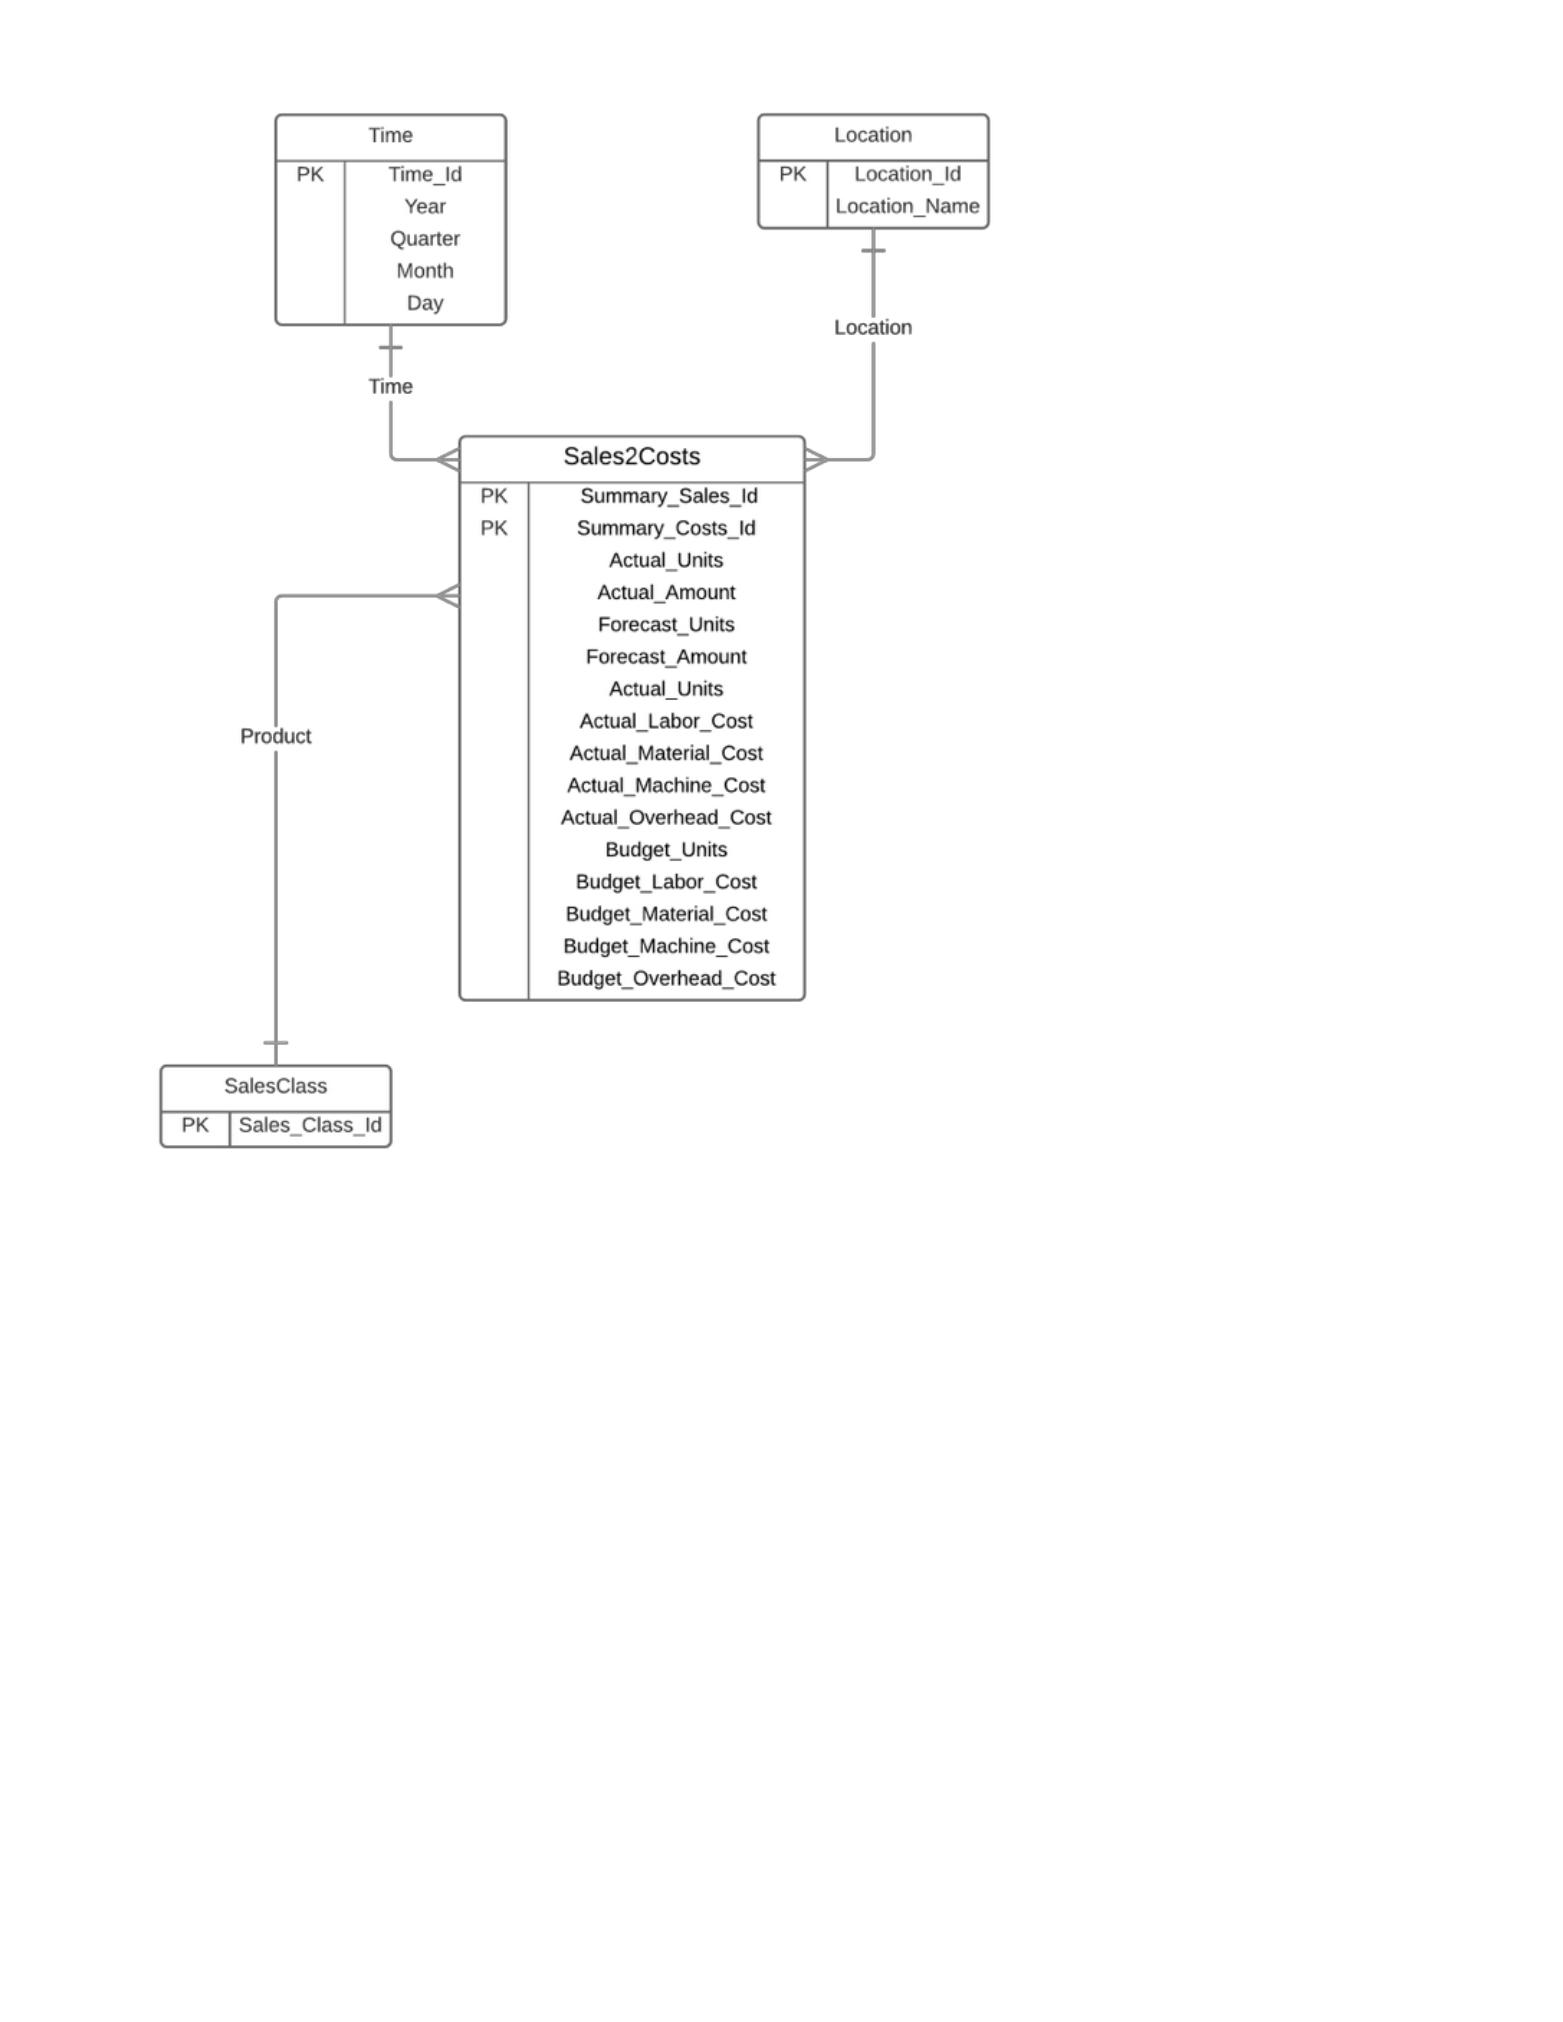 Time
PK Time_Id
Year
Quarter
Month
Day
Time
Location
PK Location_Id
Location_Name
Location
Sales2Costs
PK Summary_Sales_Id
PK Summary_Costs_Id
Actual_Units
Actual_Amount
Forecast_Units
Forecast_Amount
Actual_Units
Actual_Labor_Cost
Actual_Material_Cost
Actual_Machine_Cost
Actual_Overhead_Cost
Budget_Units
Budget_Labor_Cost
Budget_Material_Cost
Budget_Machine_Cost
Budget_Overhead_Cost
Product
SalesClass
PK Sales_Class_Id